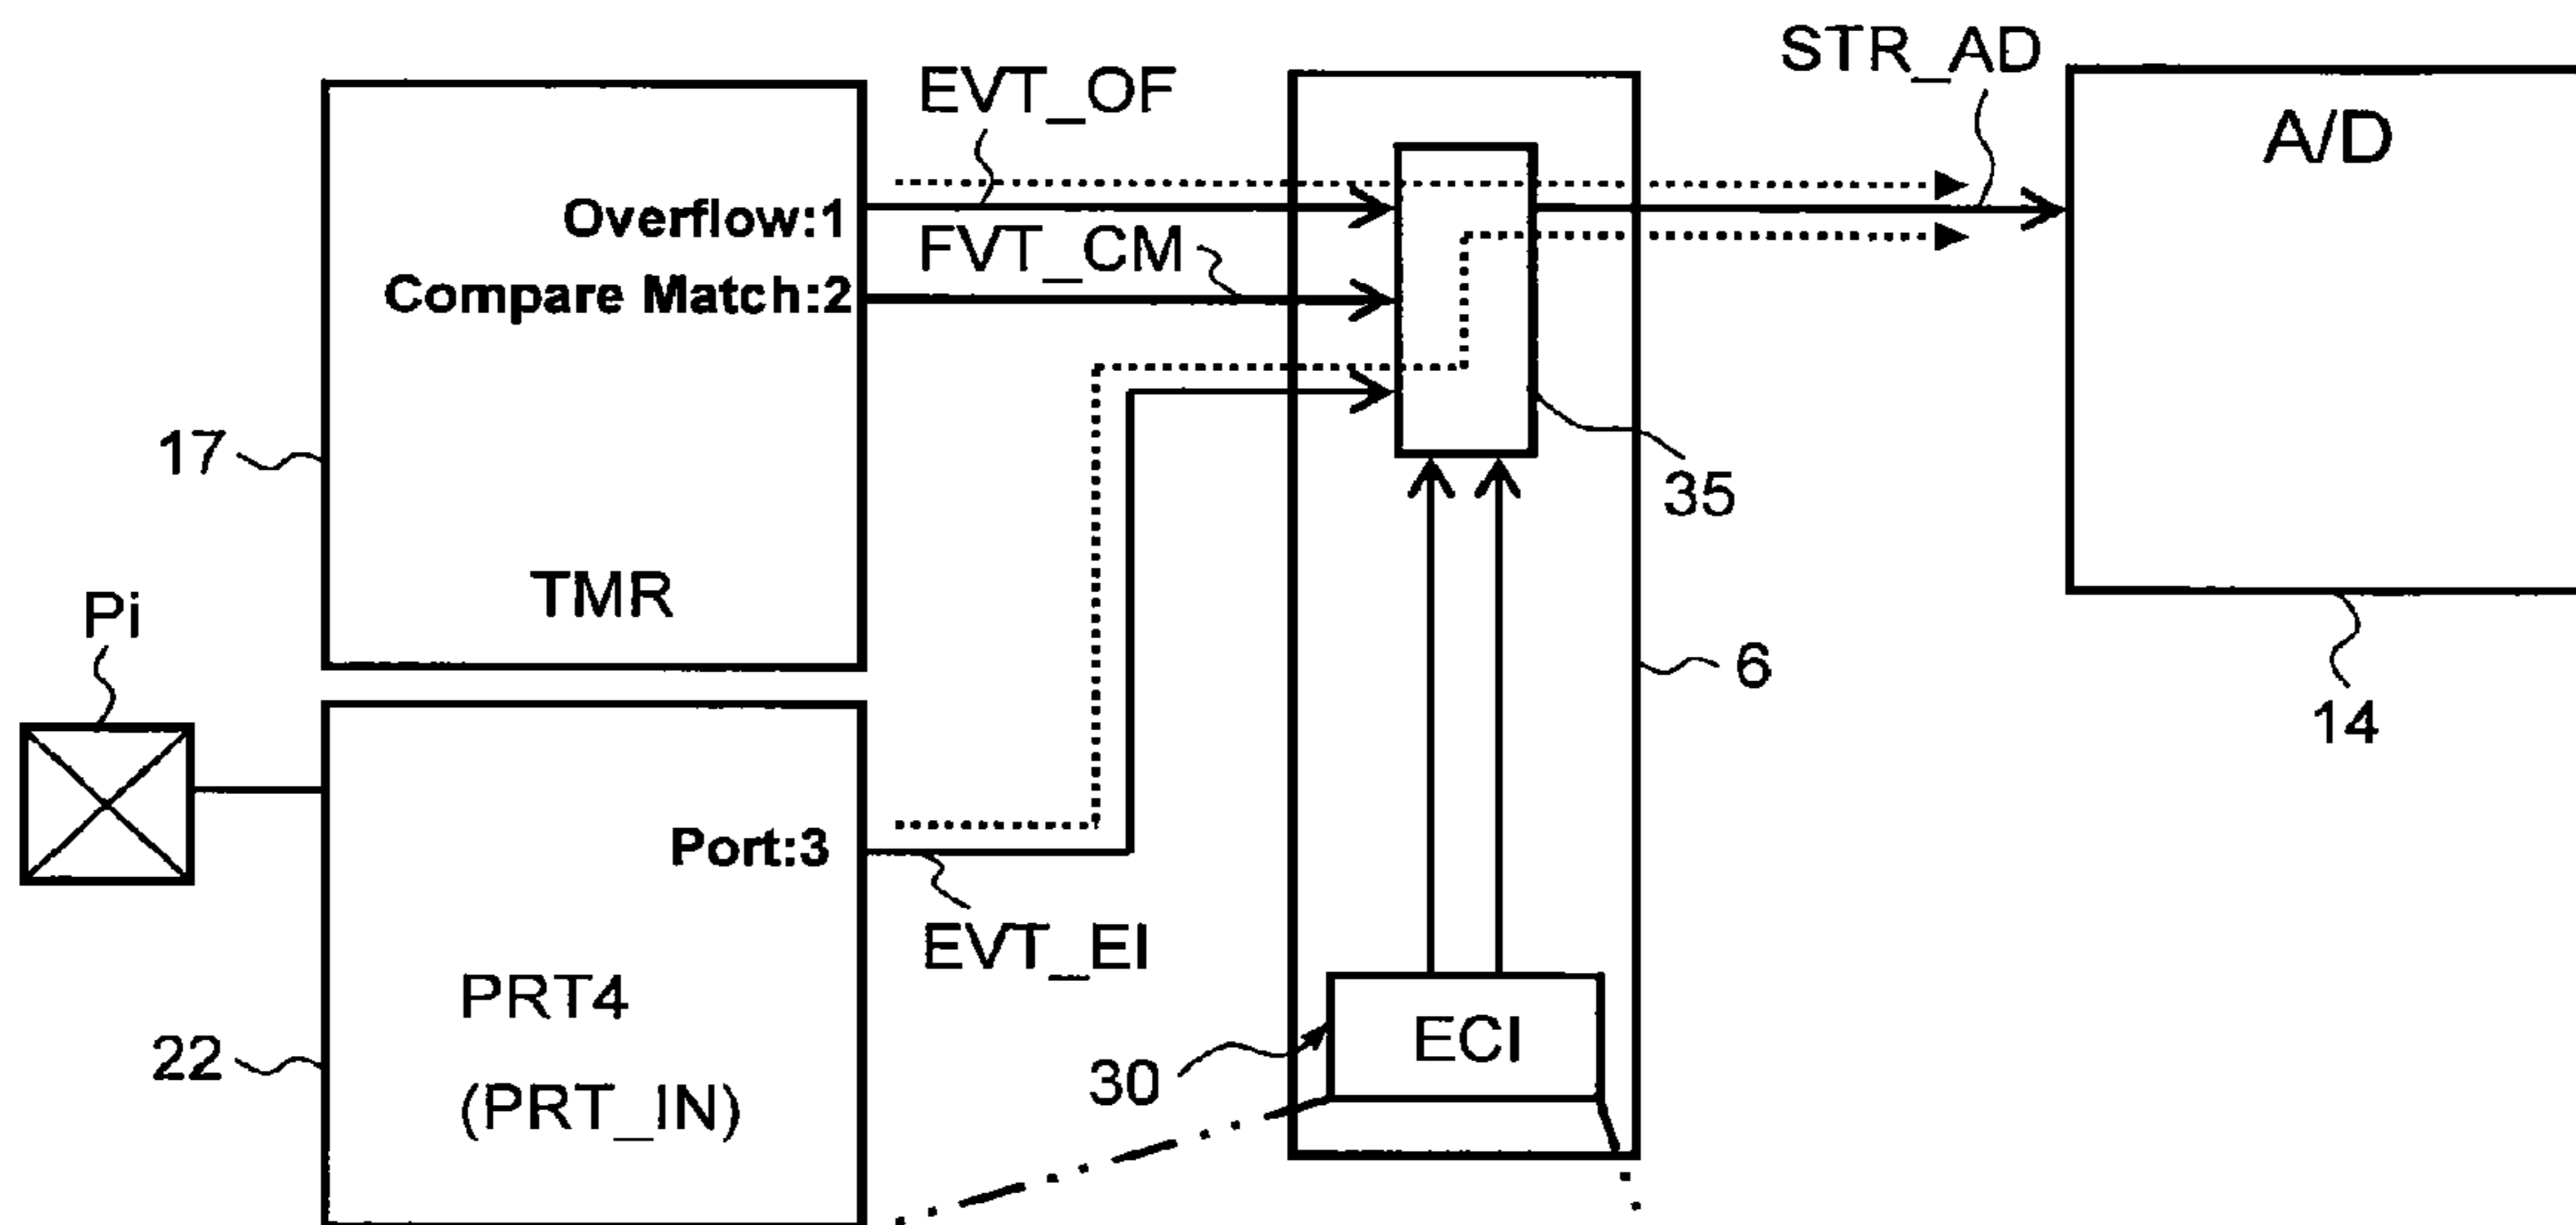 STR_AD
EVT_OF
A/D
Overflow:1
FVT_CM
Compare Match:2
17
35
TMR
Pi
6
14
Port:3
EVT_EI
PRT4
ECI
22
30
(PRT_IN)